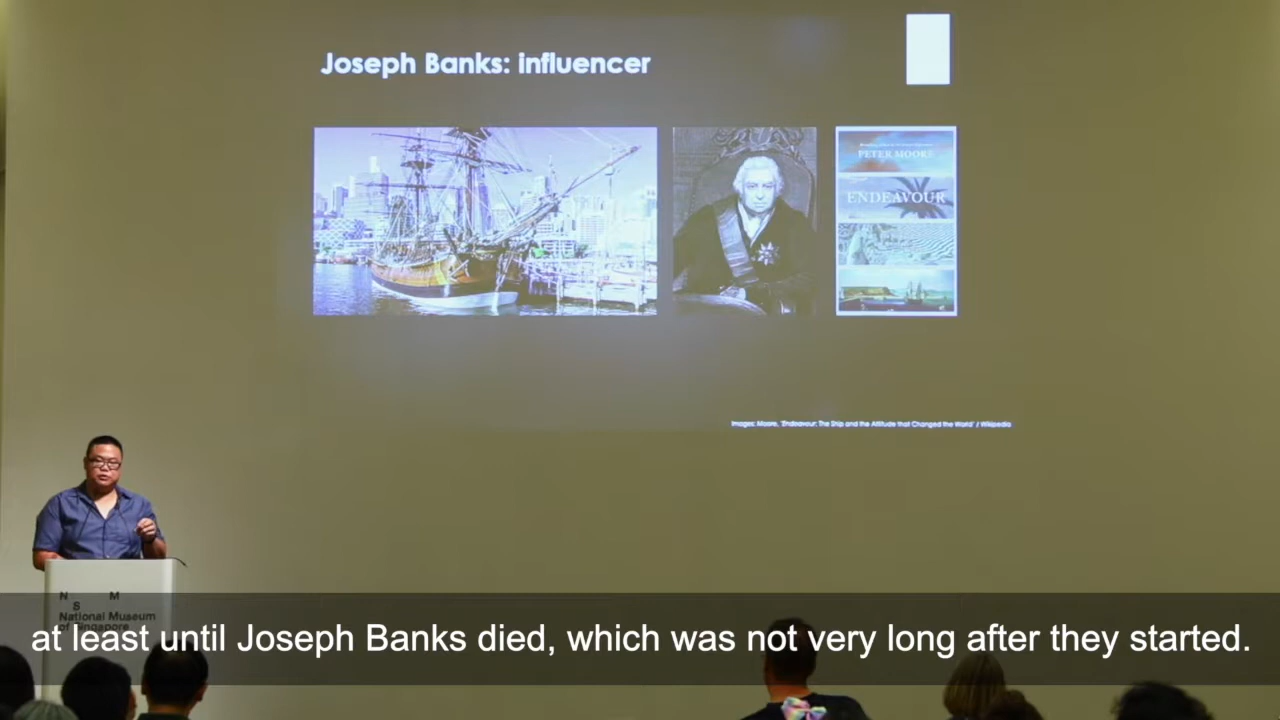 Joseph Banks: influencer
PETER MOORE
ENDEAVOUR
Images: Moore, 'Endeavour: The Ship and the Attitude that Changed the World' / Wikipedia
N M
S
National Museum
of Singapore
at least until Joseph Banks died, which was not very long after they started.